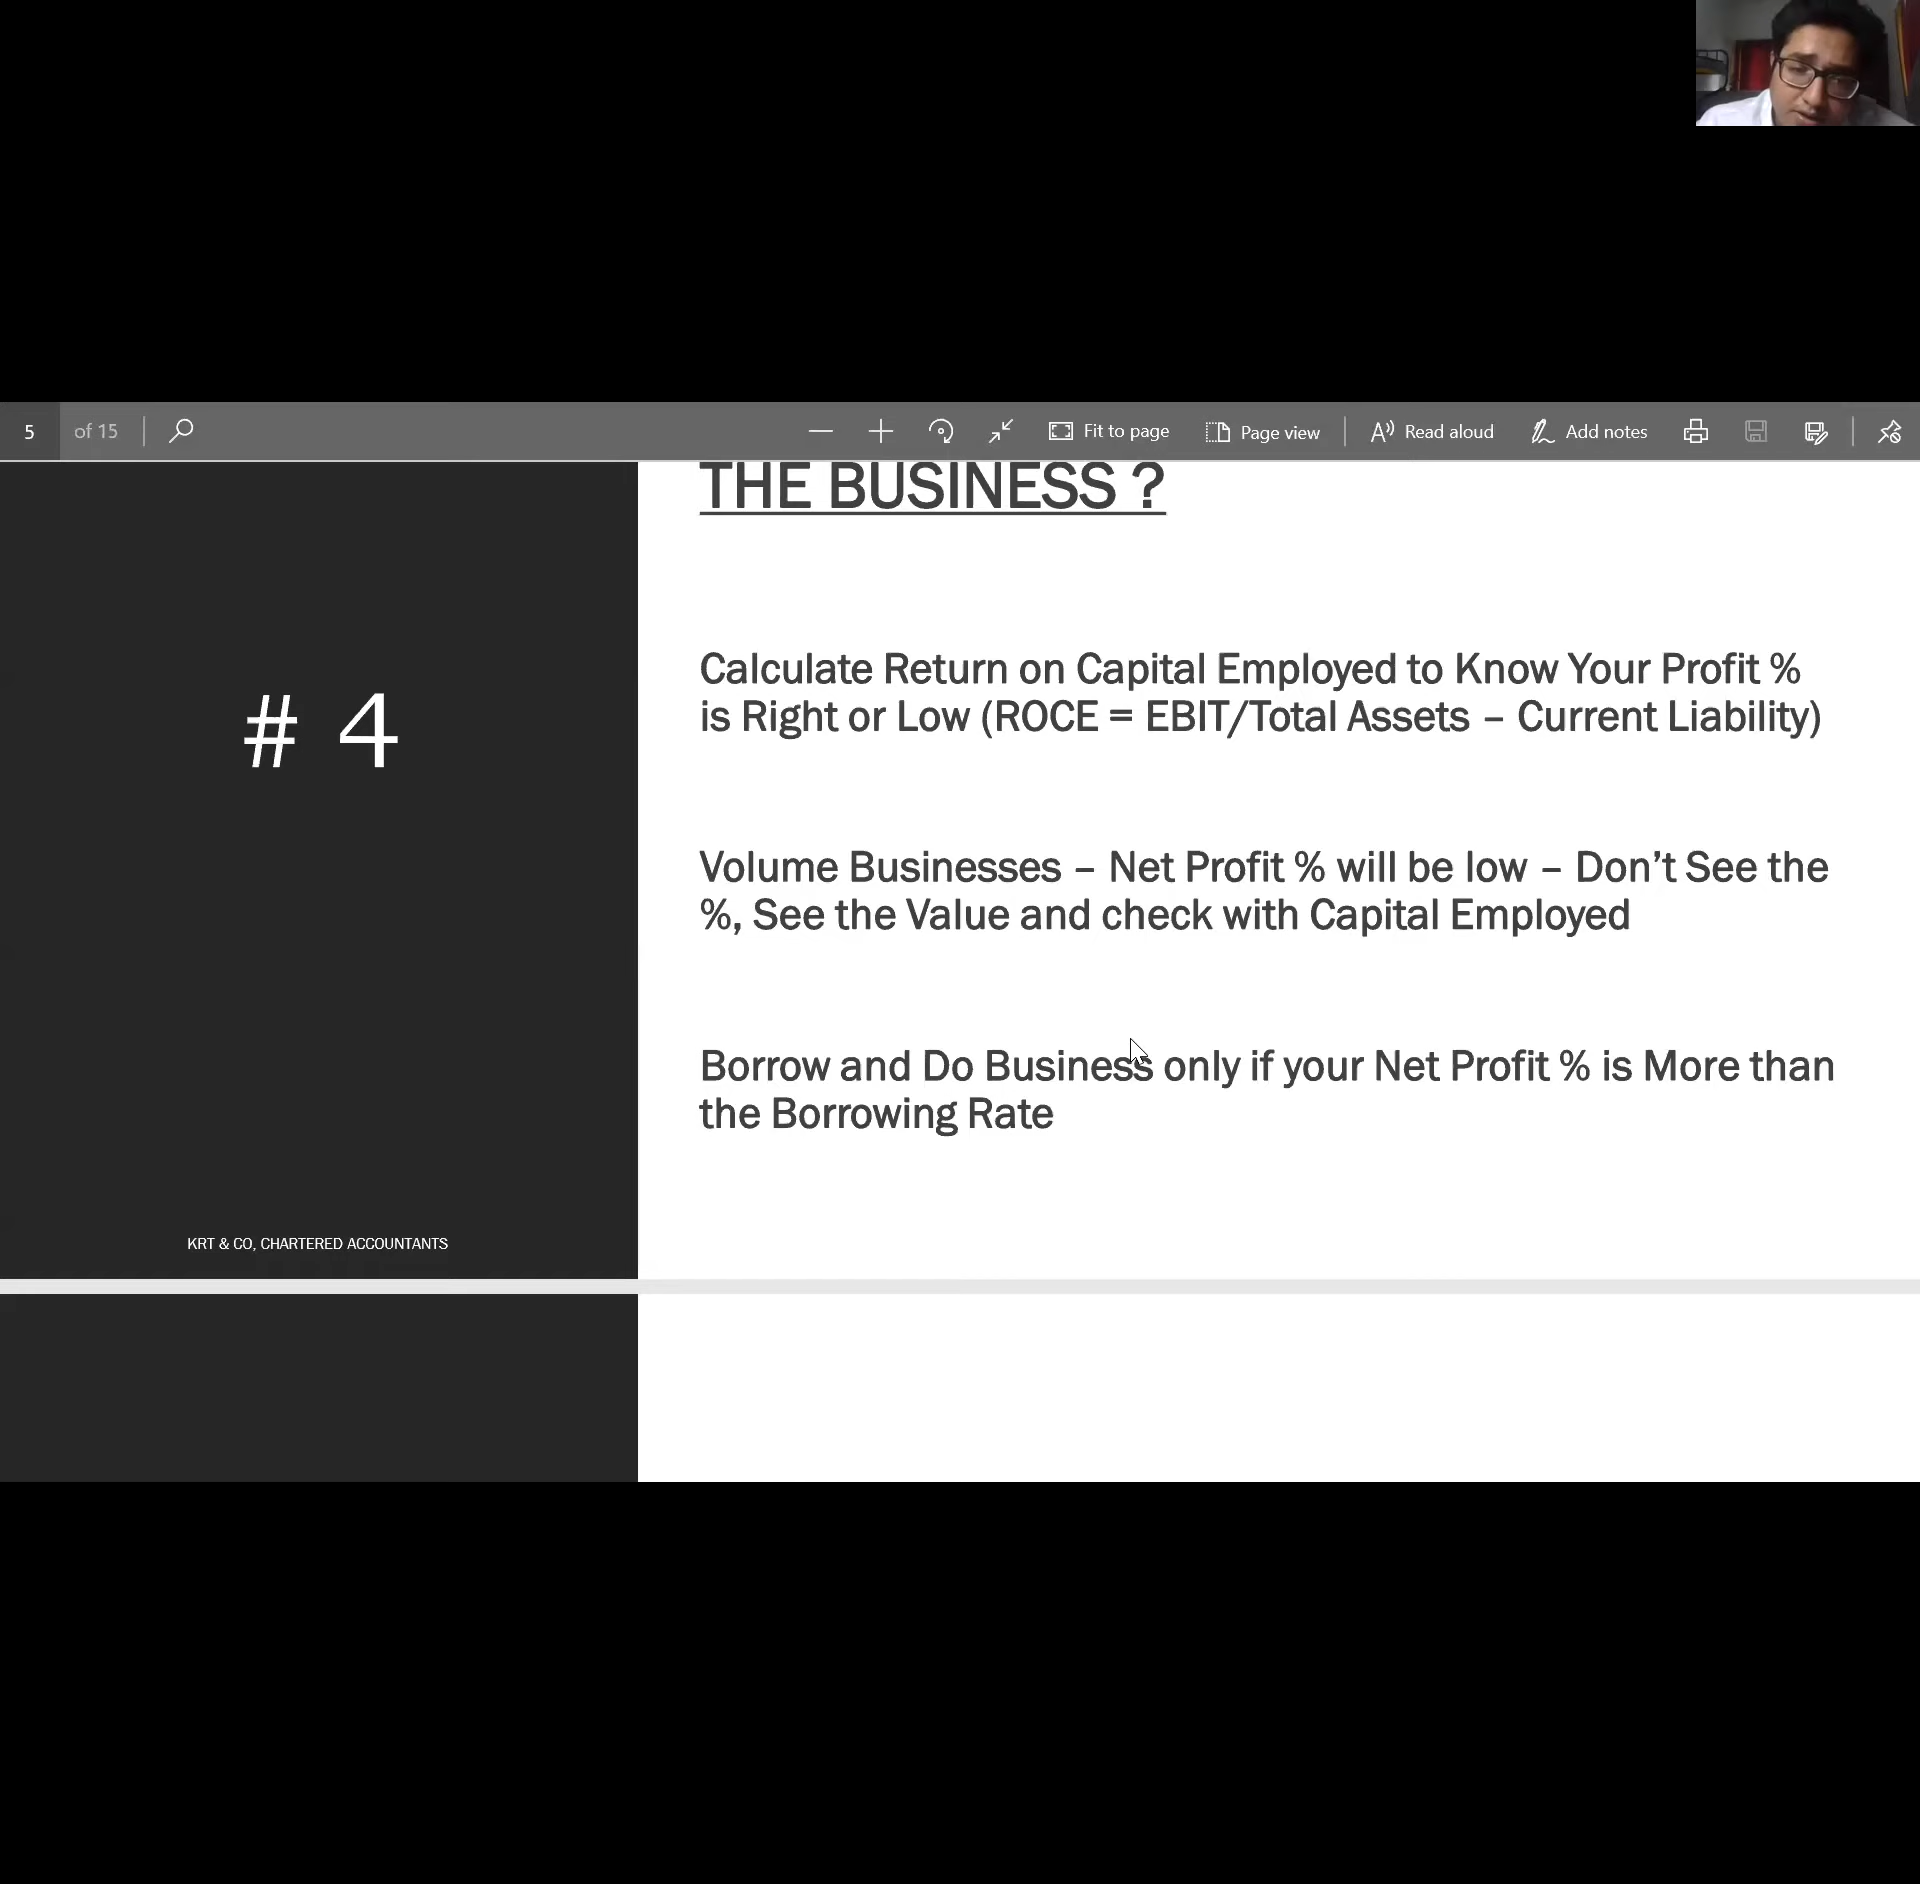 5 of 15 Fit to page Page view Read aloud Add notes
THE BUSINESS ?
# 4
Calculate Return on Capital Employed to Know Your Profit %
is Right or Low (ROCE = EBIT/Total Assets – Current Liability)
Volume Businesses – Net Profit % will be low – Don’t See the
%, See the Value and check with Capital Employed
Borrow and Do Business only if your Net Profit % is More than
the Borrowing Rate
KRT & CO, CHARTERED ACCOUNTANTS